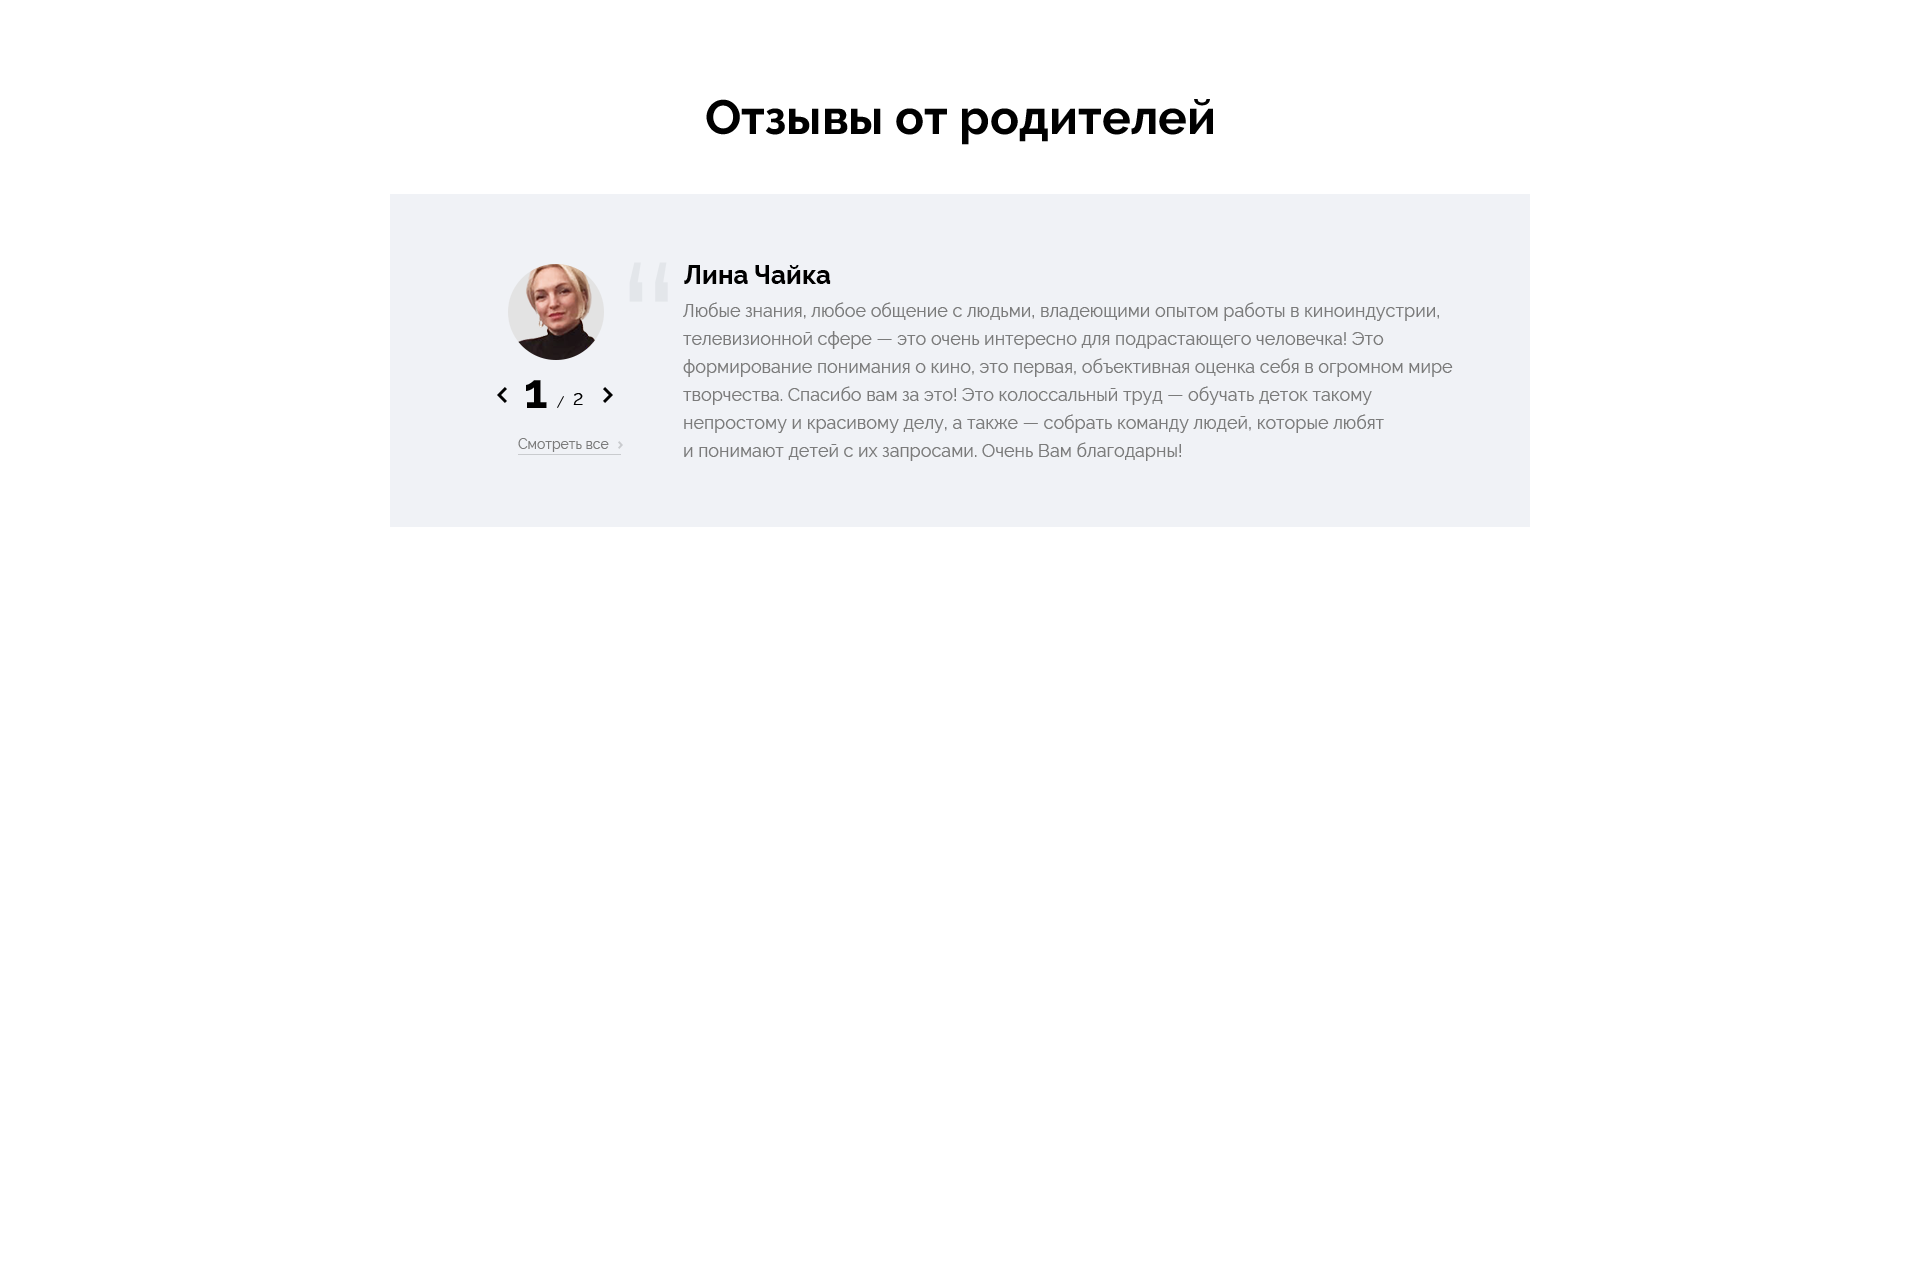 Отзывы от родителей
“
Лина Чайка
Любые знания, любое общение с людьми, владеющими опытом работы в киноиндустрии,
телевизионной сфере — это очень интересно для подрастающего человечка! Это
формирование понимания о кино, это первая, объективная оценка себя в огромном мире
творчества. Спасибо вам за это! Это колоссальный труд — обучать деток такому
непростому и красивому делу, а также — собрать команду людей, которые любят
и понимают детей с их запросами. Очень Вам благодарны!
1 / 2
Смотреть все